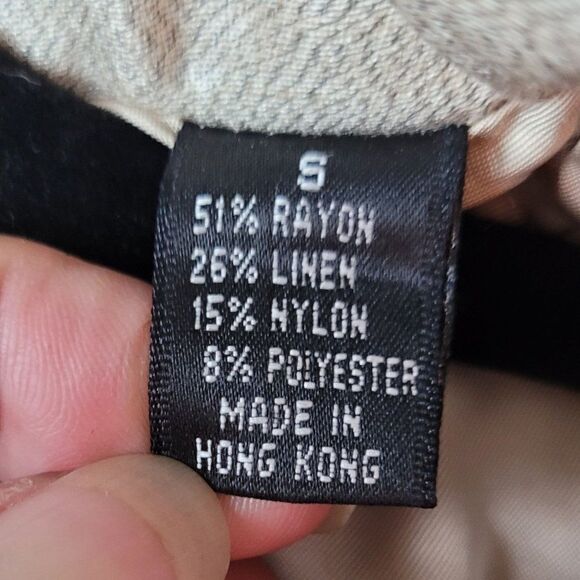 S
51% RAYON
26% LINEN
15% NYLON
8% POLYESTER
MADE IN
HONG KONG